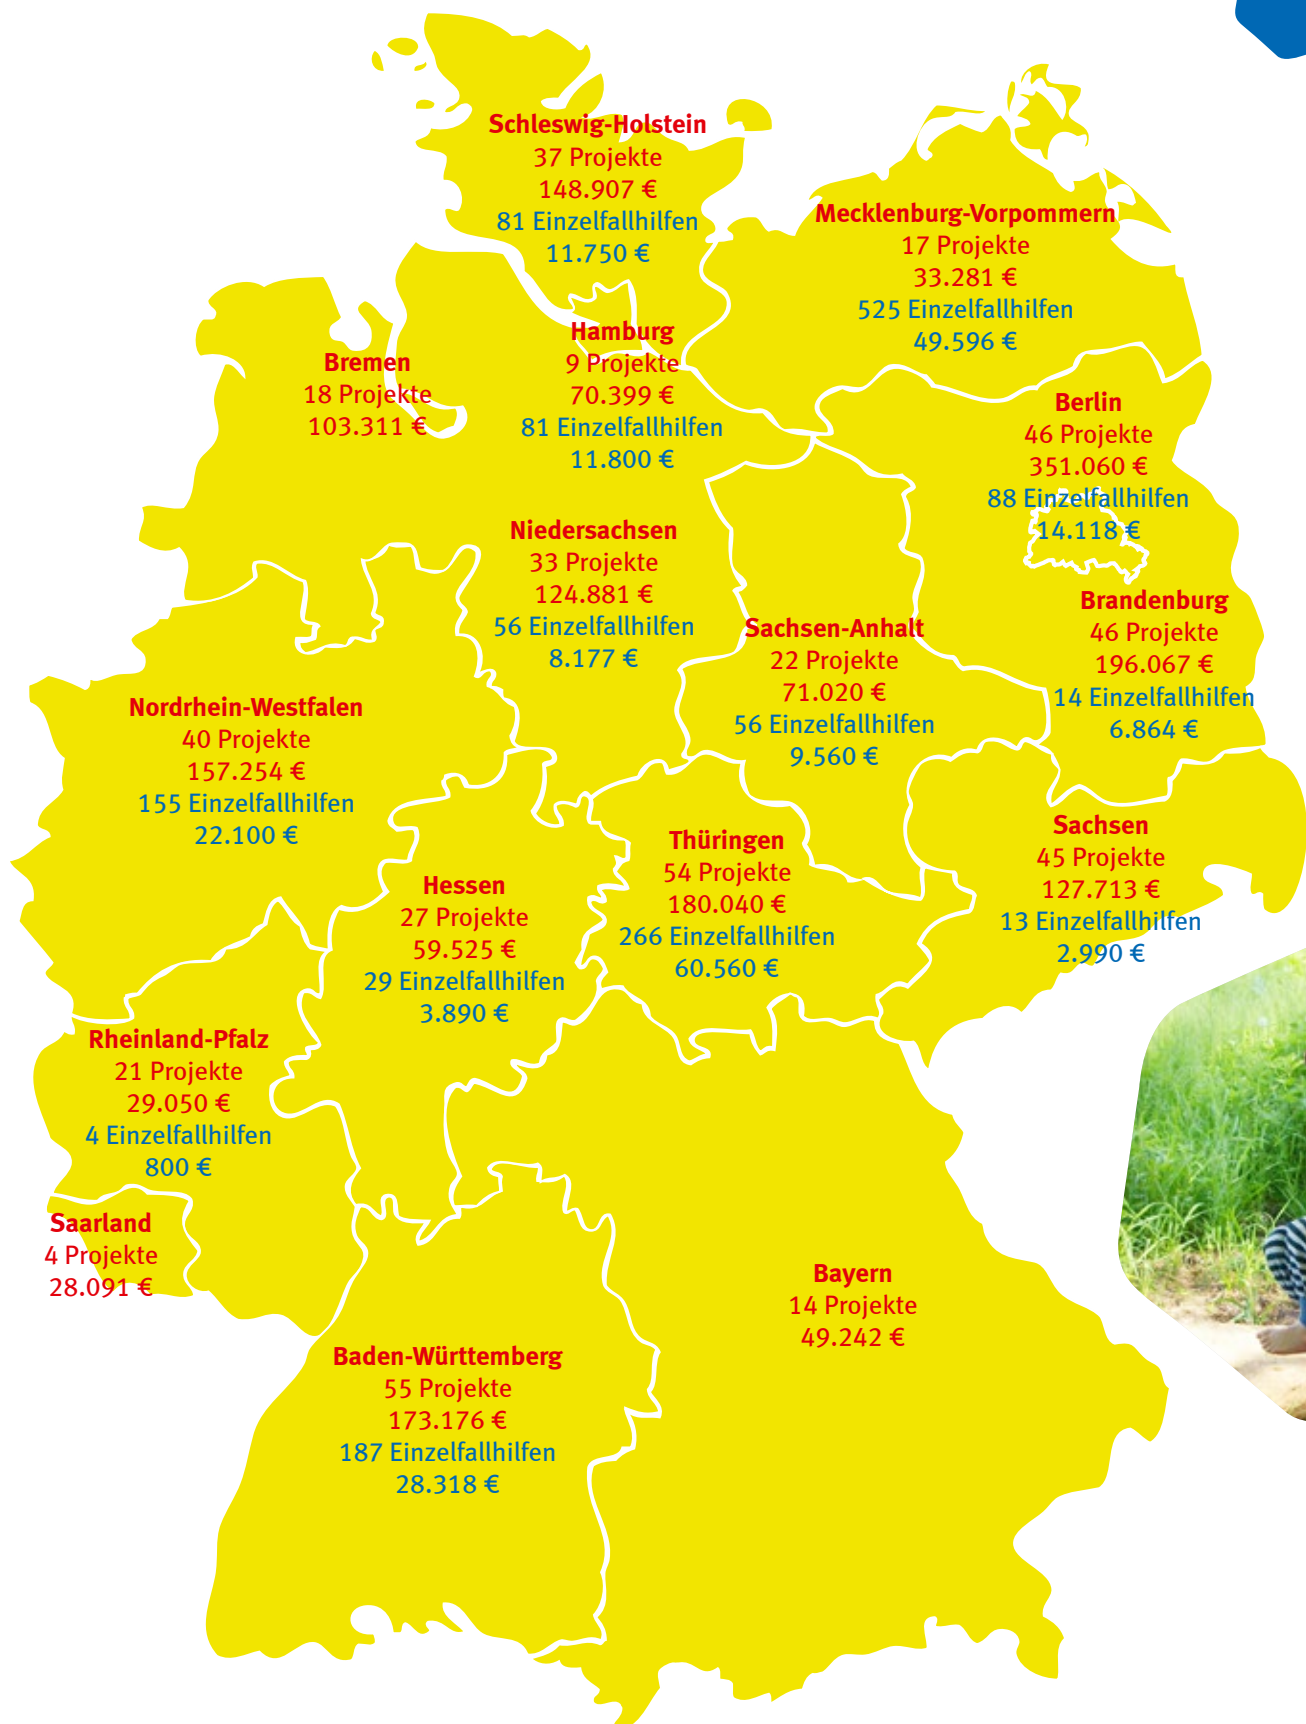 Schleswig-Holstein
37 Projekte
148.907 €
81 Einzelfallhilfen
11.750 €
Mecklenburg-Vorpommern
17 Projekte
33.281 €
525 Einzelfallhilfen
49.596 €
Hamburg
9 Projekte
70.399 €
81 Einzelfallhilfen
11.800 €
Bremen
18 Projekte
103.311 €
Berlin
46 Projekte
351.060 €
88 Einzelfallhilfen
14.118 €
Niedersachsen
33 Projekte
124.881 €
56 Einzelfallhilfen
8.177 €
Brandenburg
46 Projekte
196.067 €
14 Einzelfallhilfen
6.864 €
Sachsen-Anhalt
22 Projekte
71.020 €
56 Einzelfallhilfen
9.560 €
Nordrhein-Westfalen
40 Projekte
157.254 €
155 Einzelfallhilfen
22.100 €
Sachsen
45 Projekte
127.713 €
13 Einzelfallhilfen
2.990 €
Thüringen
54 Projekte
180.040 €
266 Einzelfallhilfen
60.560 €
Hessen
27 Projekte
59.525 €
29 Einzelfallhilfen
3.890 €
Rheinland-Pfalz
21 Projekte
29.050 €
4 Einzelfallhilfen
800 €
Saarland
4 Projekte
28.091 €
Bayern
14 Projekte
49.242 €
Baden-Württemberg
55 Projekte
173.176 €
187 Einzelfallhilfen
28.318 €